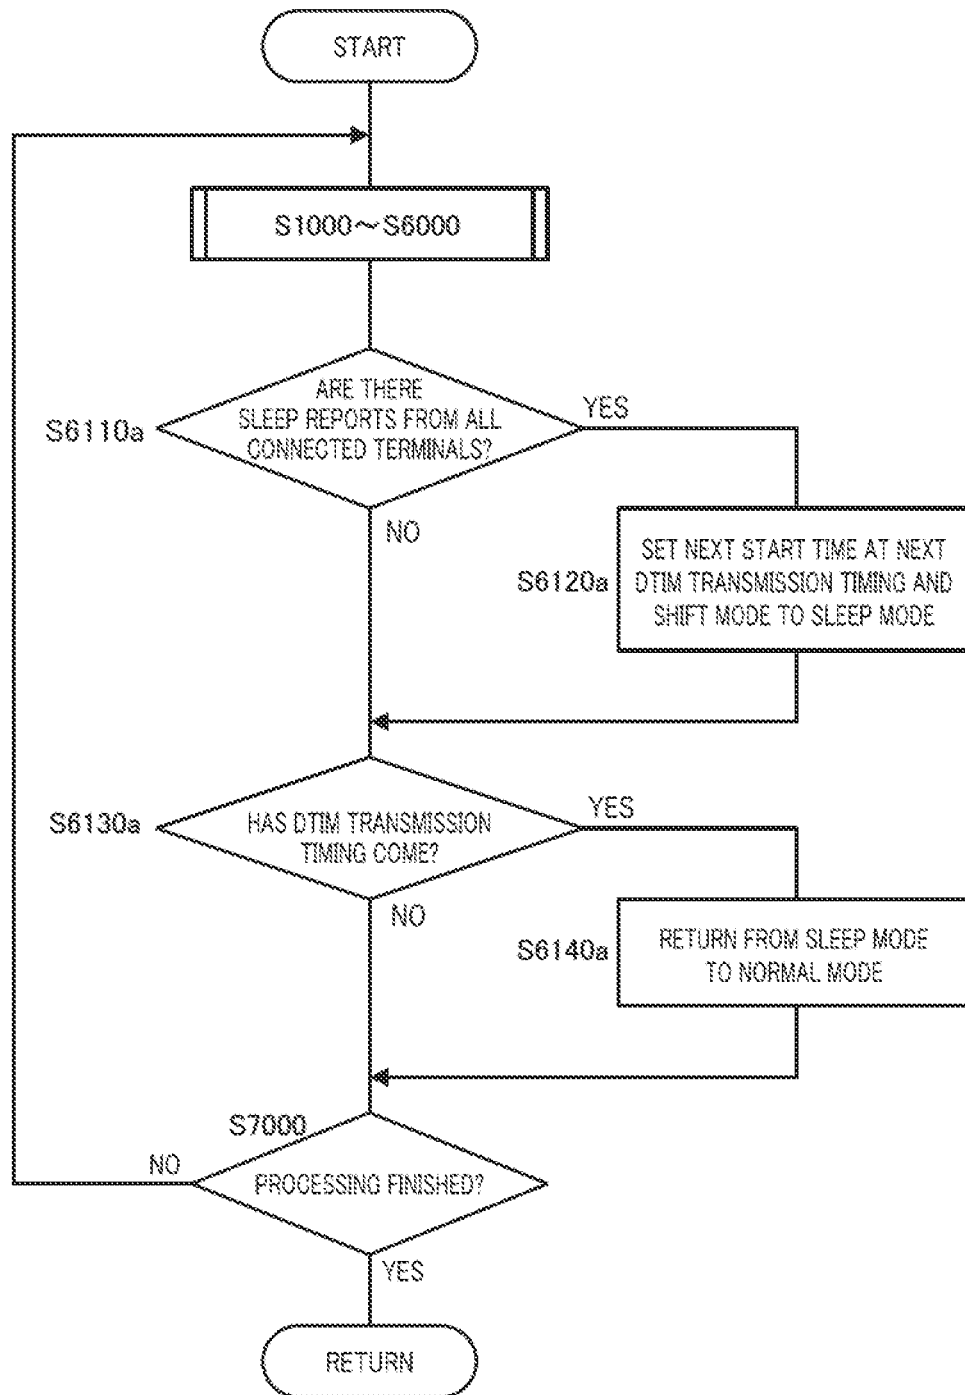 START
S1000～S6000
ARE THERE
SLEEP REPORTS FROM ALL
CONNECTED TERMINALS?
S6110a
YES
NO
SET NEXT START TIME AT NEXT
DTIM TRANSMISSION TIMING AND
SHIFT MODE TO SLEEP MODE
S6120a
HAS DTIM TRANSMISSION
TIMING COME?
S6130a
YES
NO
RETURN FROM SLEEP MODE
TO NORMAL MODE
S6140a
S7000
PROCESSING FINISHED?
NO
YES
RETURN